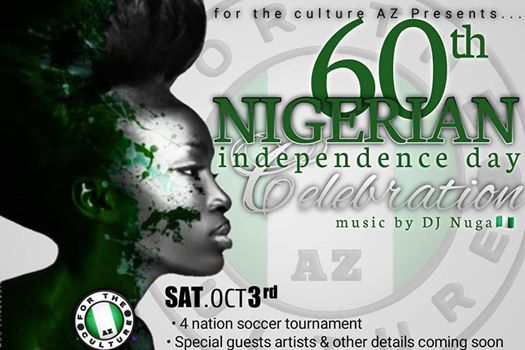 for the culture AZ Presents...
60th
NIGERIAN
independence day
Celebration
music by DJ Nuga🇳🇬
SAT.OCT3rd
• 4 nation soccer tournament
• Special guests artists & other details coming soon
FOR THE
AZ
CULTURE
AZ